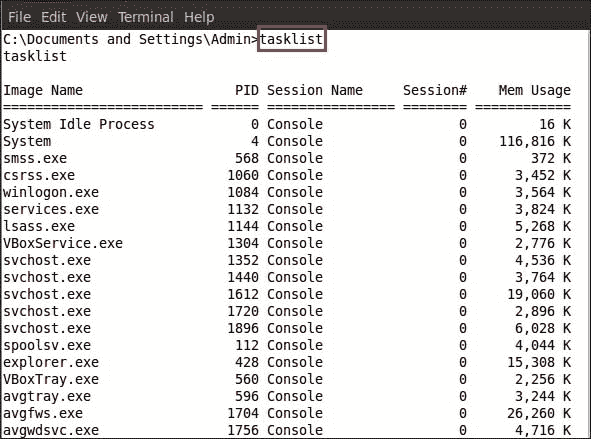 File Edit View Terminal Help
C:\Documents and Settings\Admin>tasklist
tasklist
Image Name                     PID Session Name     Session#    Mem Usage
========================= ====== ================ ======== ============
System Idle Process              0 Console                 0         16 K
System                           4 Console                 0    116,816 K
smss.exe                       568 Console                 0        372 K
csrss.exe                     1060 Console                 0      3,452 K
winlogon.exe                  1084 Console                 0      3,564 K
services.exe                  1132 Console                 0      3,824 K
lsass.exe                     1144 Console                 0      5,268 K
VBoxService.exe               1304 Console                 0      2,776 K
svchost.exe                   1352 Console                 0      4,536 K
svchost.exe                   1440 Console                 0      3,764 K
svchost.exe                   1612 Console                 0     19,060 K
svchost.exe                   1720 Console                 0      2,896 K
svchost.exe                   1896 Console                 0      6,028 K
spoolsv.exe                    112 Console                 0      4,044 K
explorer.exe                   428 Console                 0     15,308 K
VBoxTray.exe                   560 Console                 0      2,256 K
avgtray.exe                    596 Console                 0      3,244 K
avgfws.exe                    1704 Console                 0     26,260 K
avgwdsvc.exe                  1756 Console                 0      4,716 K